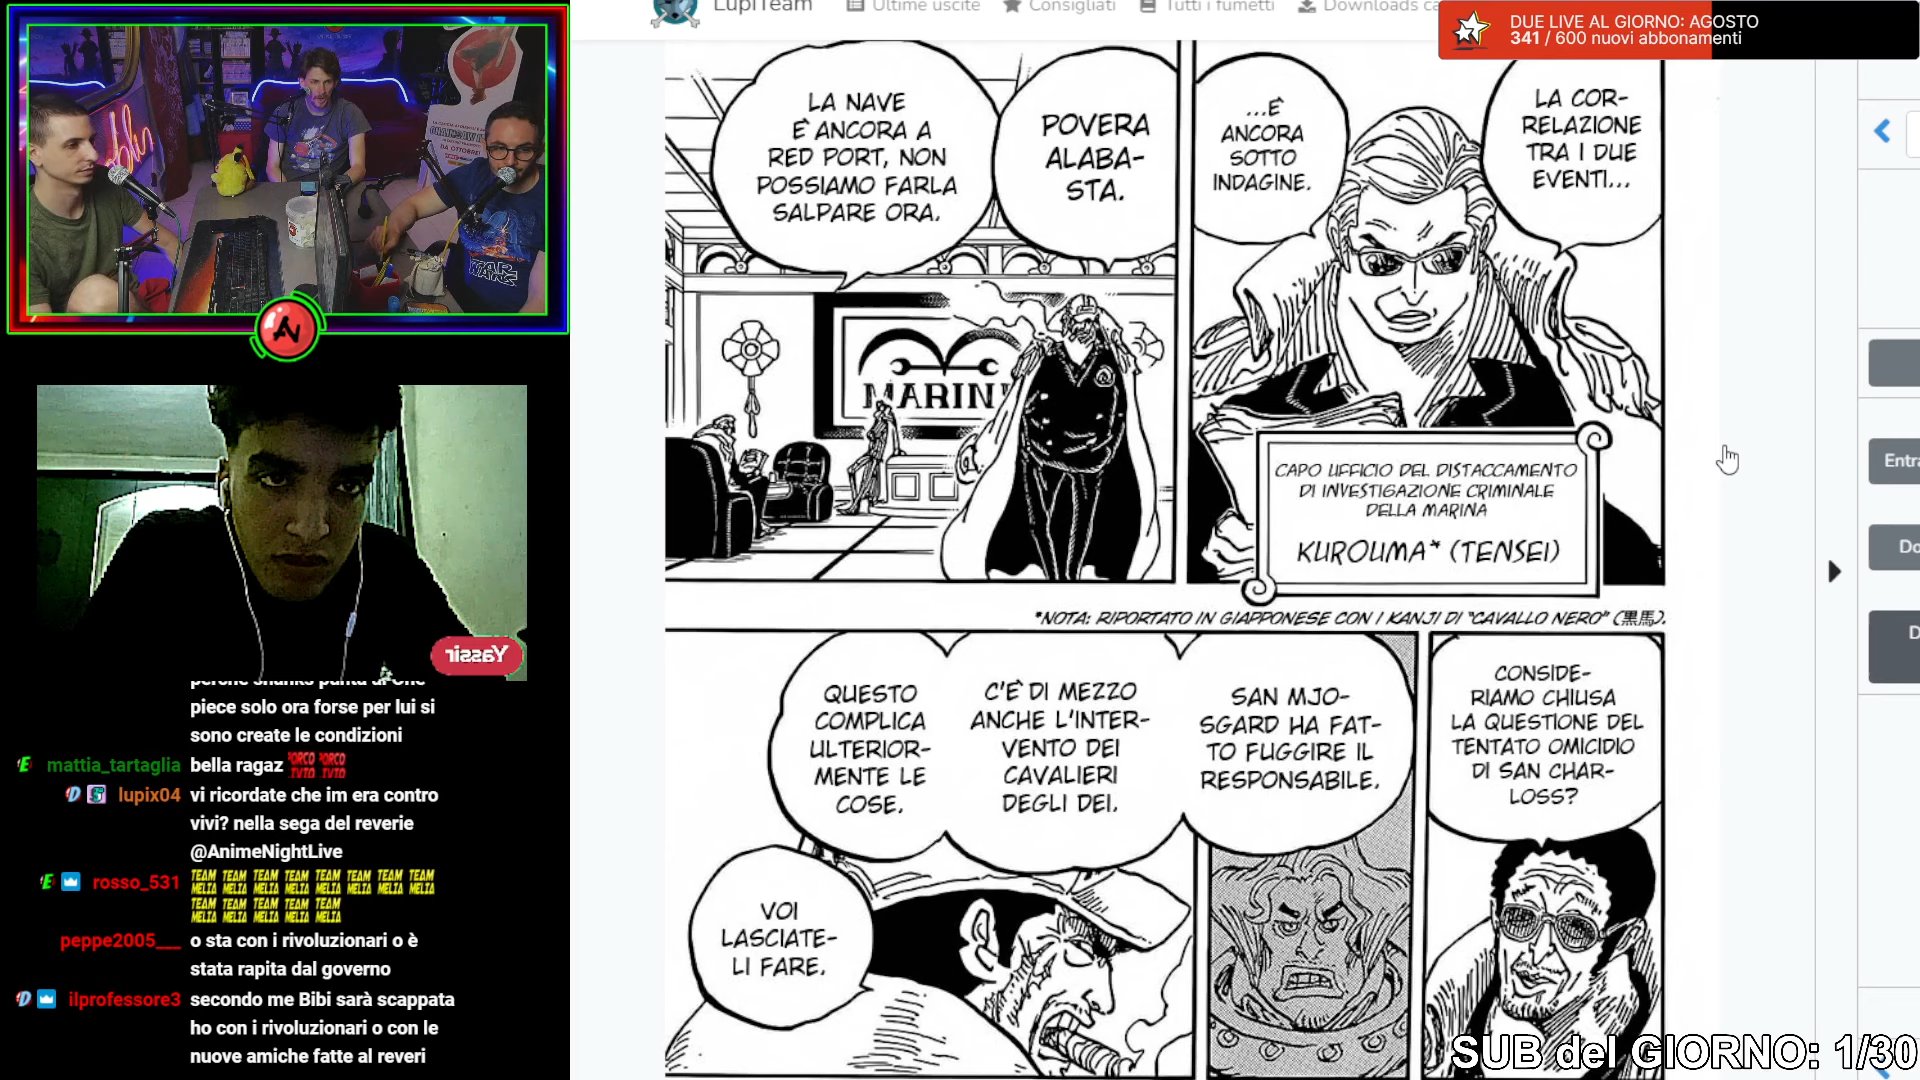 LupiTeam
Ultime uscite
Consigliati
Tutti i fumetti
DUE LIVE AL GIORNO: AGOSTO
341 / 600 nuovi abbonamenti
LA NAVE
È ANCORA A
RED PORT, NON
POSSIAMO FARLA
SALPARE ORA.
POVERA
ALABA-
STA.
...È
ANCORA
SOTTO
INDAGINE.
LA COR-
RELAZIONE
TRA I DUE
EVENTI...
MARIN
CAPO UFFICIO DEL DISTACCAMENTO
DI INVESTIGAZIONE CRIMINALE
DELLA MARINA
KUROUMA* (TENSEI)
*NOTA: RIPORTATO IN GIAPPONESE CON I KANJI DI "CAVALLO NERO" (黒馬).
QUESTO
COMPLICA
ULTERIOR-
MENTE LE
COSE.
C'È DI MEZZO
ANCHE L'INTER-
VENTO DEI
CAVALIERI
DEGLI DEI.
SAN MJO-
SGARD HA FAT-
TO FUGGIRE IL
RESPONSABILE.
CONSIDE-
RIAMO CHIUSA
LA QUESTIONE DEL
TENTATO OMICIDIO
DI SAN CHAR-
LOSS?
VOI
LASCIATE-
LI FARE.
Yassir
piece solo ora forse per lui si
sono create le condizioni
mattia_tartaglia bella ragaz
lupix04 vi ricordate che im era contro
vivi? nella sega del reverie
@AnimeNightLive
rosso_531 TEAM MELIA TEAM MELIA TEAM MELIA TEAM MELIA TEAM MELIA TEAM MELIA TEAM MELIA TEAM MELIA
TEAM MELIA TEAM MELIA TEAM MELIA TEAM MELIA TEAM MELIA
peppe2005___ o sta con i rivoluzionari o è
stata rapita dal governo
ilprofessore3 secondo me Bibi sarà scappata
ho con i rivoluzionari o con le
nuove amiche fatte al reveri
SUB del GIORNO: 1/30